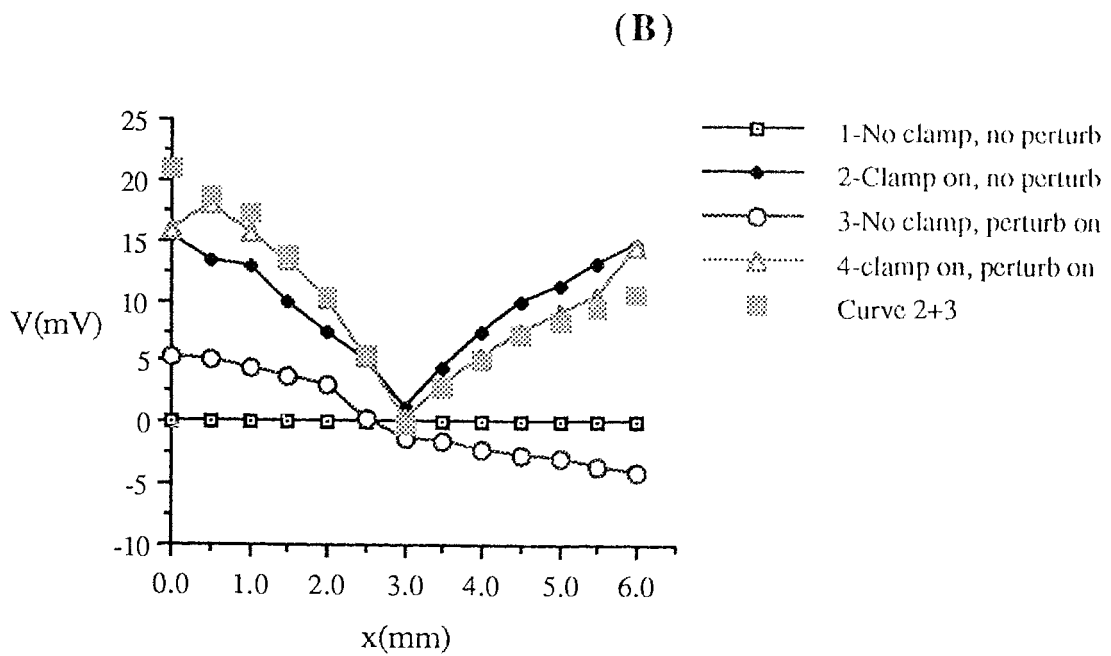 (B)
25
20
15
10
5
0
-5
-10
V(mV)
0.0 1.0 2.0 3.0 4.0 5.0 6.0
x(mm)
1-No clamp, no perturb
2-Clamp on, no perturb
3-No clamp, perturb on
4-clamp on, perturb on
Curve 2+3